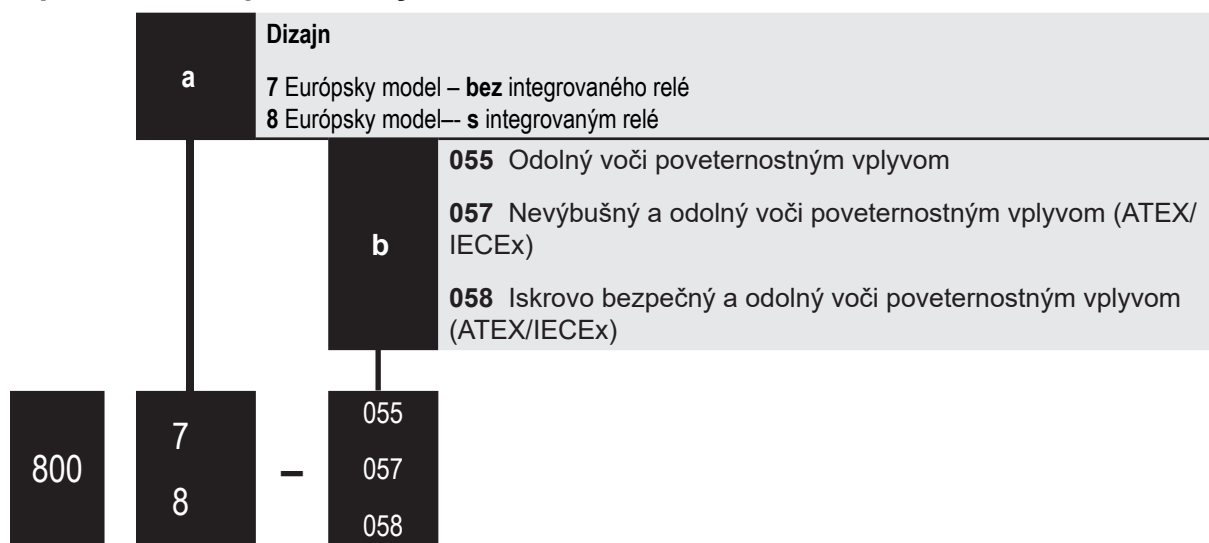 a
Dizajn
7 Európsky model – bez integrovaného relé
8 Európsky model–- s integrovaným relé
b
055 Odolný voči poveternostným vplyvom
057 Nevýbušný a odolný voči poveternostným vplyvom (ATEX/
IECEx)
058 Iskrovo bezpečný a odolný voči poveternostným vplyvom
(ATEX/IECEx)
800
7
8
–
055
057
058